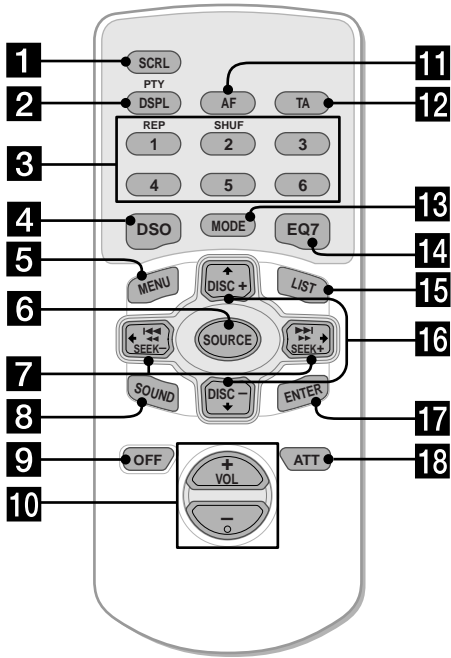 1 SCRL
PTY
2 DSPL AF 11 TA 12
REP SHUF
3 1 2 3
4 5 6
4 DSO MODE 13 EQ7 14
5 MENU DISC + LIST 15
6 SOURCE 16
SEEK− SEEK+
7
8 SOUND DISC − ENTER 17
9 OFF ATT 18
10 + VOL −